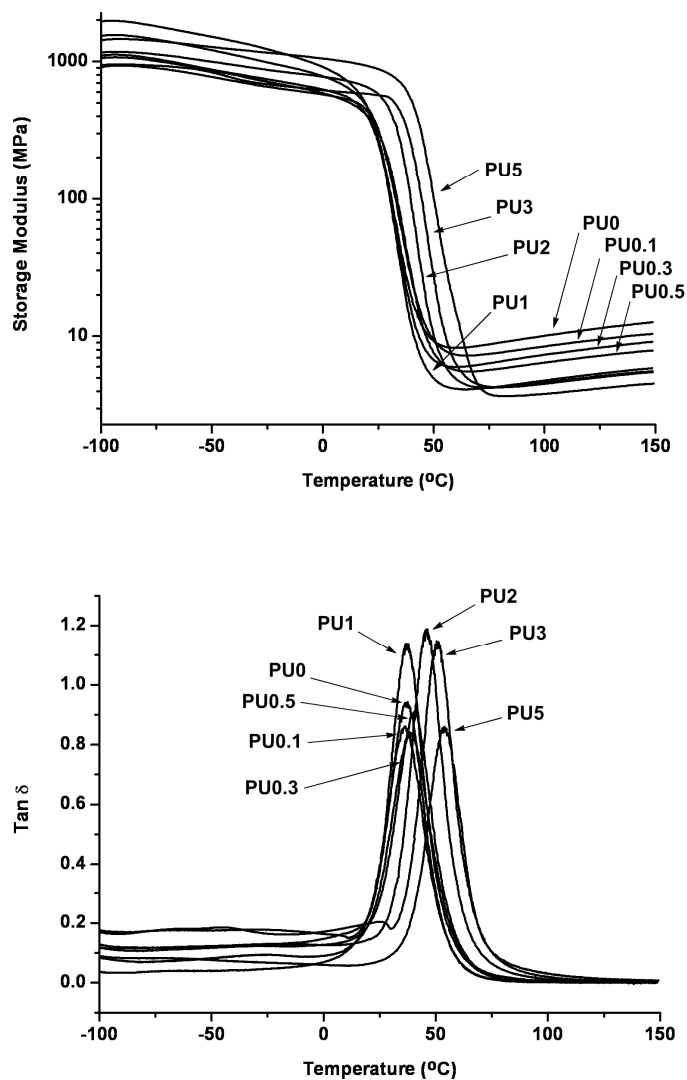 1000
100
10
Storage Modulus (MPa)
PU5
PU3
PU2
PU1
PU0
PU0.1
PU0.3
PU0.5
-100 -50 0 50 100 150
Temperature (ºC)
1.2
1.0
0.8
0.6
0.4
0.2
0.0
Tan δ
PU2
PU1
PU3
PU0
PU0.5
PU5
PU0.1
PU0.3
-100 -50 0 50 100 150
Temperature (ºC)